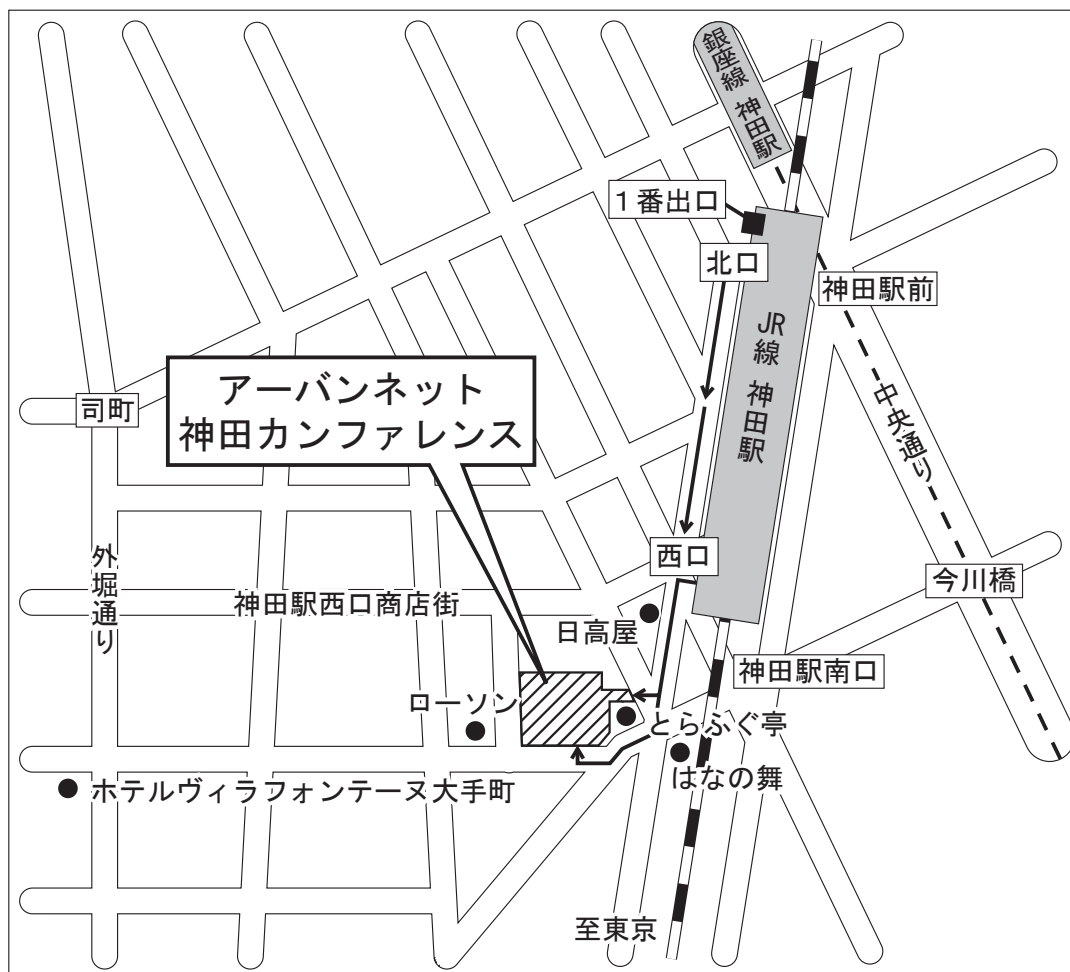 銀座線 神田駅
１番出口
北口
神田駅前
JR線 神田駅
アーバンネット
神田カンファレンス
司町
中央通り
外堀通り
西口
今川橋
神田駅西口商店街
日高屋
神田駅南口
ローソン
とらふぐ亭
はなの舞
ホテルヴィラフォンテーヌ大手町
至東京